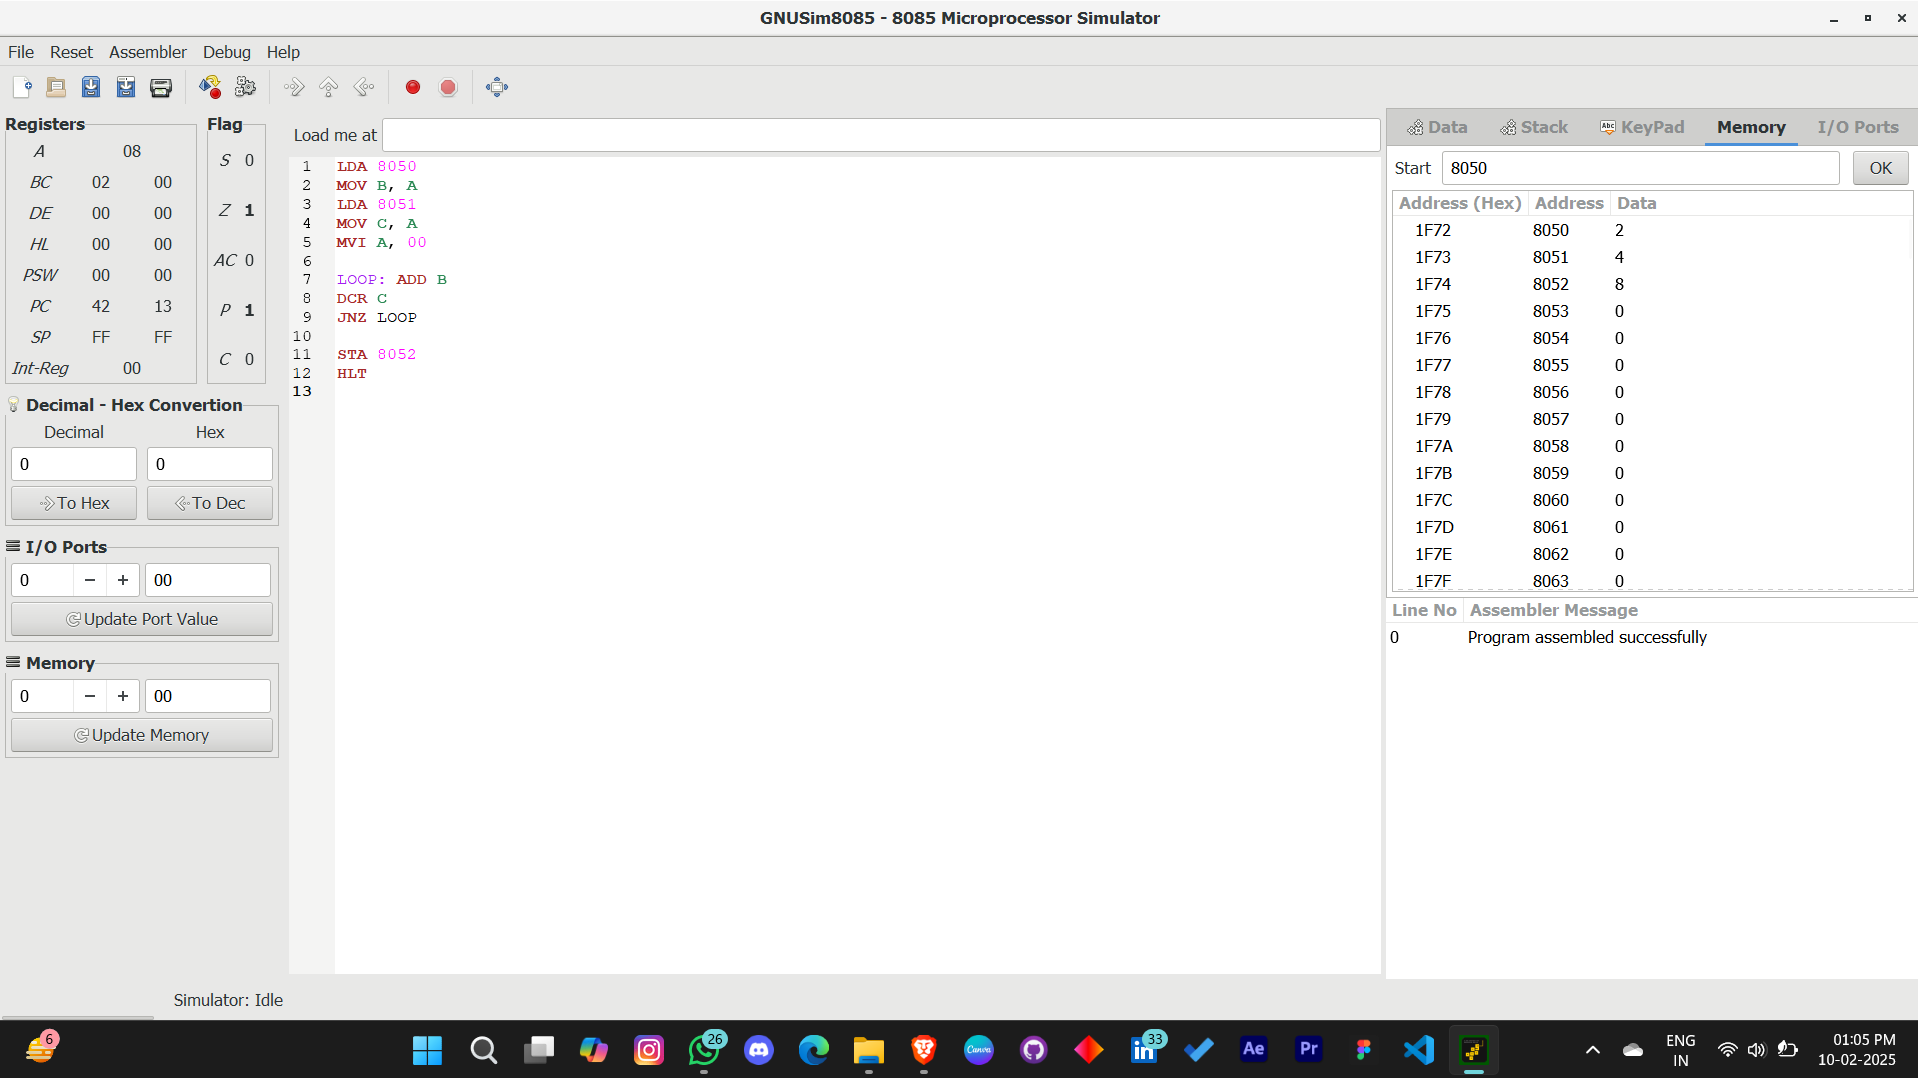 GNUSim8085 - 8085 Microprocessor Simulator
File Reset Assembler Debug Help
Registers
A 08
BC 02 00
DE 00 00
HL 00 00
PSW 00 00
PC 42 13
SP FF FF
Int-Reg 00
Flag
S 0
Z 1
AC 0
P 1
C 0
Decimal - Hex Convertion
Decimal Hex
0 0
To Hex To Dec
I/O Ports
0 − + 00
Update Port Value
Memory
0 − + 00
Update Memory
Load me at
1 LDA 8050
2 MOV B, A
3 LDA 8051
4 MOV C, A
5 MVI A, 00
6
7 LOOP: ADD B
8 DCR C
9 JNZ LOOP
10
11 STA 8052
12 HLT
13
Data Stack Abc KeyPad Memory I/O Ports
Start 8050 OK
Address (Hex) Address Data
1F72 8050 2
1F73 8051 4
1F74 8052 8
1F75 8053 0
1F76 8054 0
1F77 8055 0
1F78 8056 0
1F79 8057 0
1F7A 8058 0
1F7B 8059 0
1F7C 8060 0
1F7D 8061 0
1F7E 8062 0
1F7F 8063 0
Line No Assembler Message
0 Program assembled successfully
Simulator: Idle
6
26
Canva
in 33
Ae
Pr
ENG
IN
01:05 PM
10-02-2025